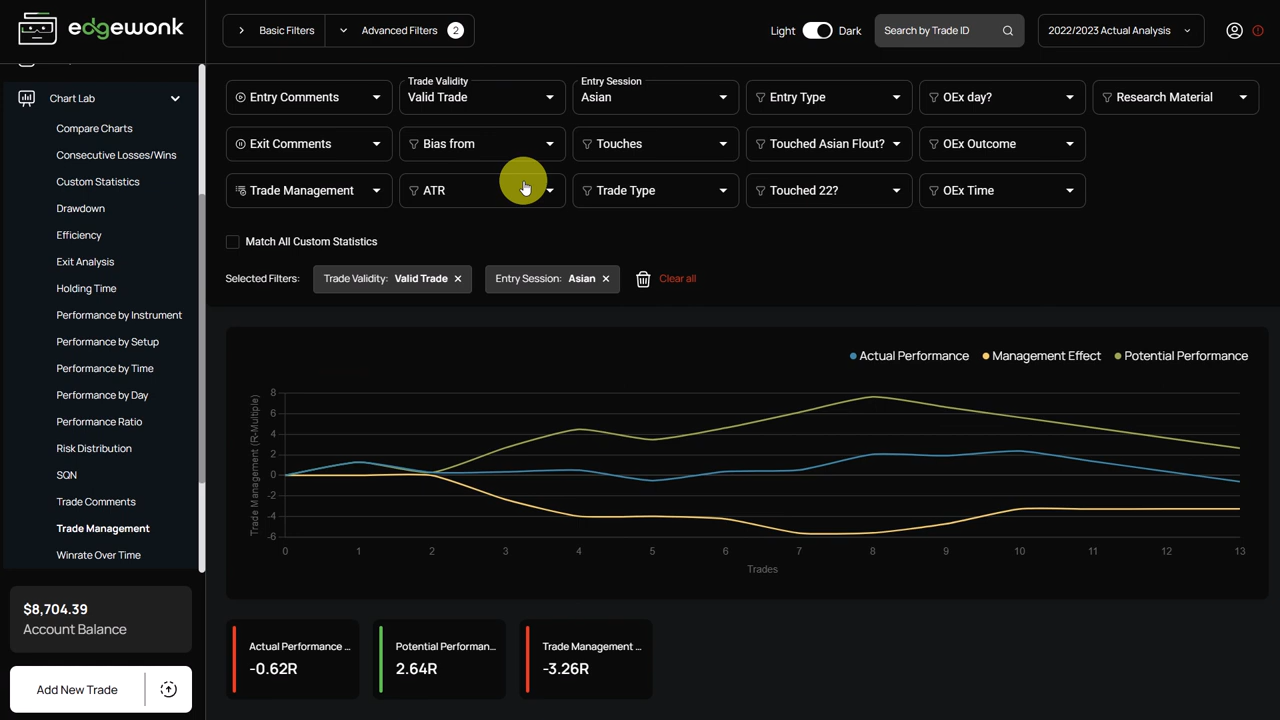 edgewonk
Basic Filters
Advanced Filters 2
Light Dark
Search by Trade ID
2022/2023 Actual Analysis
Chart Lab
Compare Charts
Consecutive Losses/Wins
Custom Statistics
Drawdown
Efficiency
Exit Analysis
Holding Time
Performance by Instrument
Performance by Setup
Performance by Time
Performance by Day
Performance Ratio
Risk Distribution
SQN
Trade Comments
Trade Management
Winrate Over Time
$8,704.39
Account Balance
Add New Trade
Trade Validity
Entry Session
Entry Comments
Valid Trade
Asian
Entry Type
OEx day?
Research Material
Exit Comments
Bias from
Touches
Touched Asian Flout?
OEx Outcome
Trade Management
ATR
Trade Type
Touched 22?
OEx Time
Match All Custom Statistics
Selected Filters:
Trade Validity: Valid Trade
Entry Session: Asian
Clear all
Actual Performance
Management Effect
Potential Performance
Trade Management (R-Multiple)
8
6
4
2
0
-2
-4
-6
0 1 2 3 4 5 6 7 8 9 10 11 12 13
Trades
Actual Performance ...
-0.62R
Potential Performan...
2.64R
Trade Management ...
-3.26R